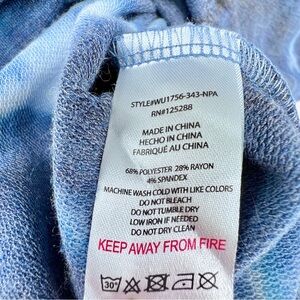 STYLE#WU1756-343-NPA
RN#125288
MADE IN CHINA
HECHO EN CHINA
FABRIQUÉ AU CHINA
68% POLYESTER 28% RAYON
4% SPANDEX
MACHINE WASH COLD WITH LIKE COLORS
DO NOT BLEACH
DO NOT TUMBLE DRY
LOW IRON IF NEEDED
DO NOT DRY CLEAN
KEEP AWAY FROM FIRE
30°